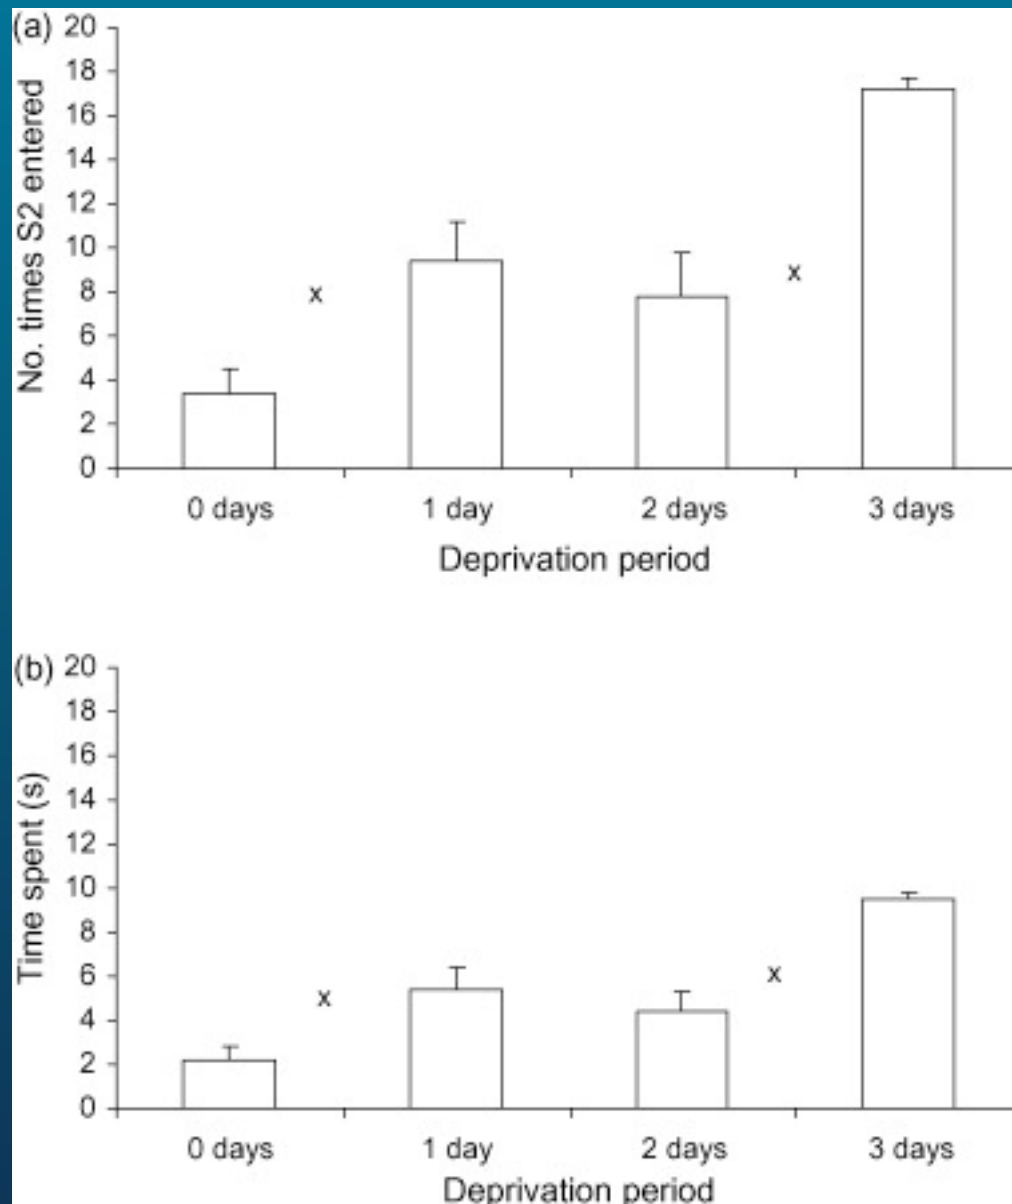 (a)
No. times S2 entered
20
18
16
14
12
10
8
6
4
2
0
x
x
0 days
1 day
2 days
3 days
Deprivation period
(b)
Time spent (s)
20
18
16
14
12
10
8
6
4
2
0
x
x
0 days
1 day
2 days
3 days
Deprivation period